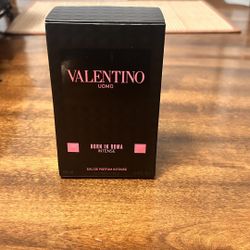 VALENTINO
UOMO
BORN IN ROMA
INTENSE
EAU DE PARFUM INTENSE